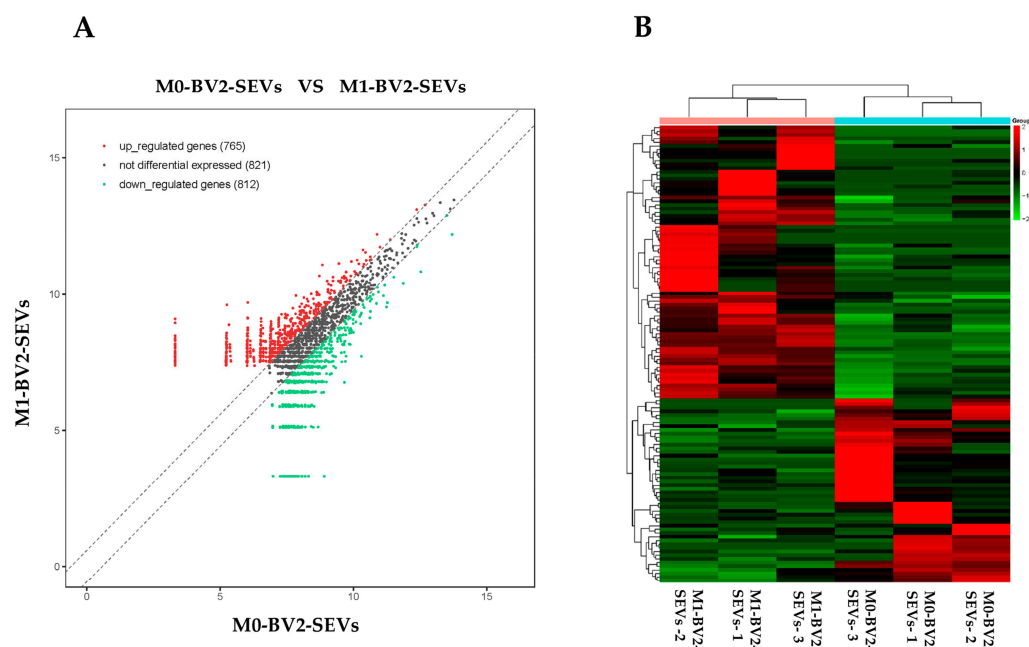 A
B
M0-BV2-SEVs VS M1-BV2-SEVs
up_regulated genes (765)
not differential expressed (821)
down_regulated genes (812)
15
10
5
0
0
5
10
15
M1-BV2-SEVs
M0-BV2-SEVs
Group
2
1
0
-1
-2
M1-BV2-
SEVs -2
M1-BV2-
SEVs- 1
M1-BV2
SEVs- 3
M0-BV2-
SEVs- 3
M0-BV2
SEVs- 1
M0-BV2
SEVs- 2